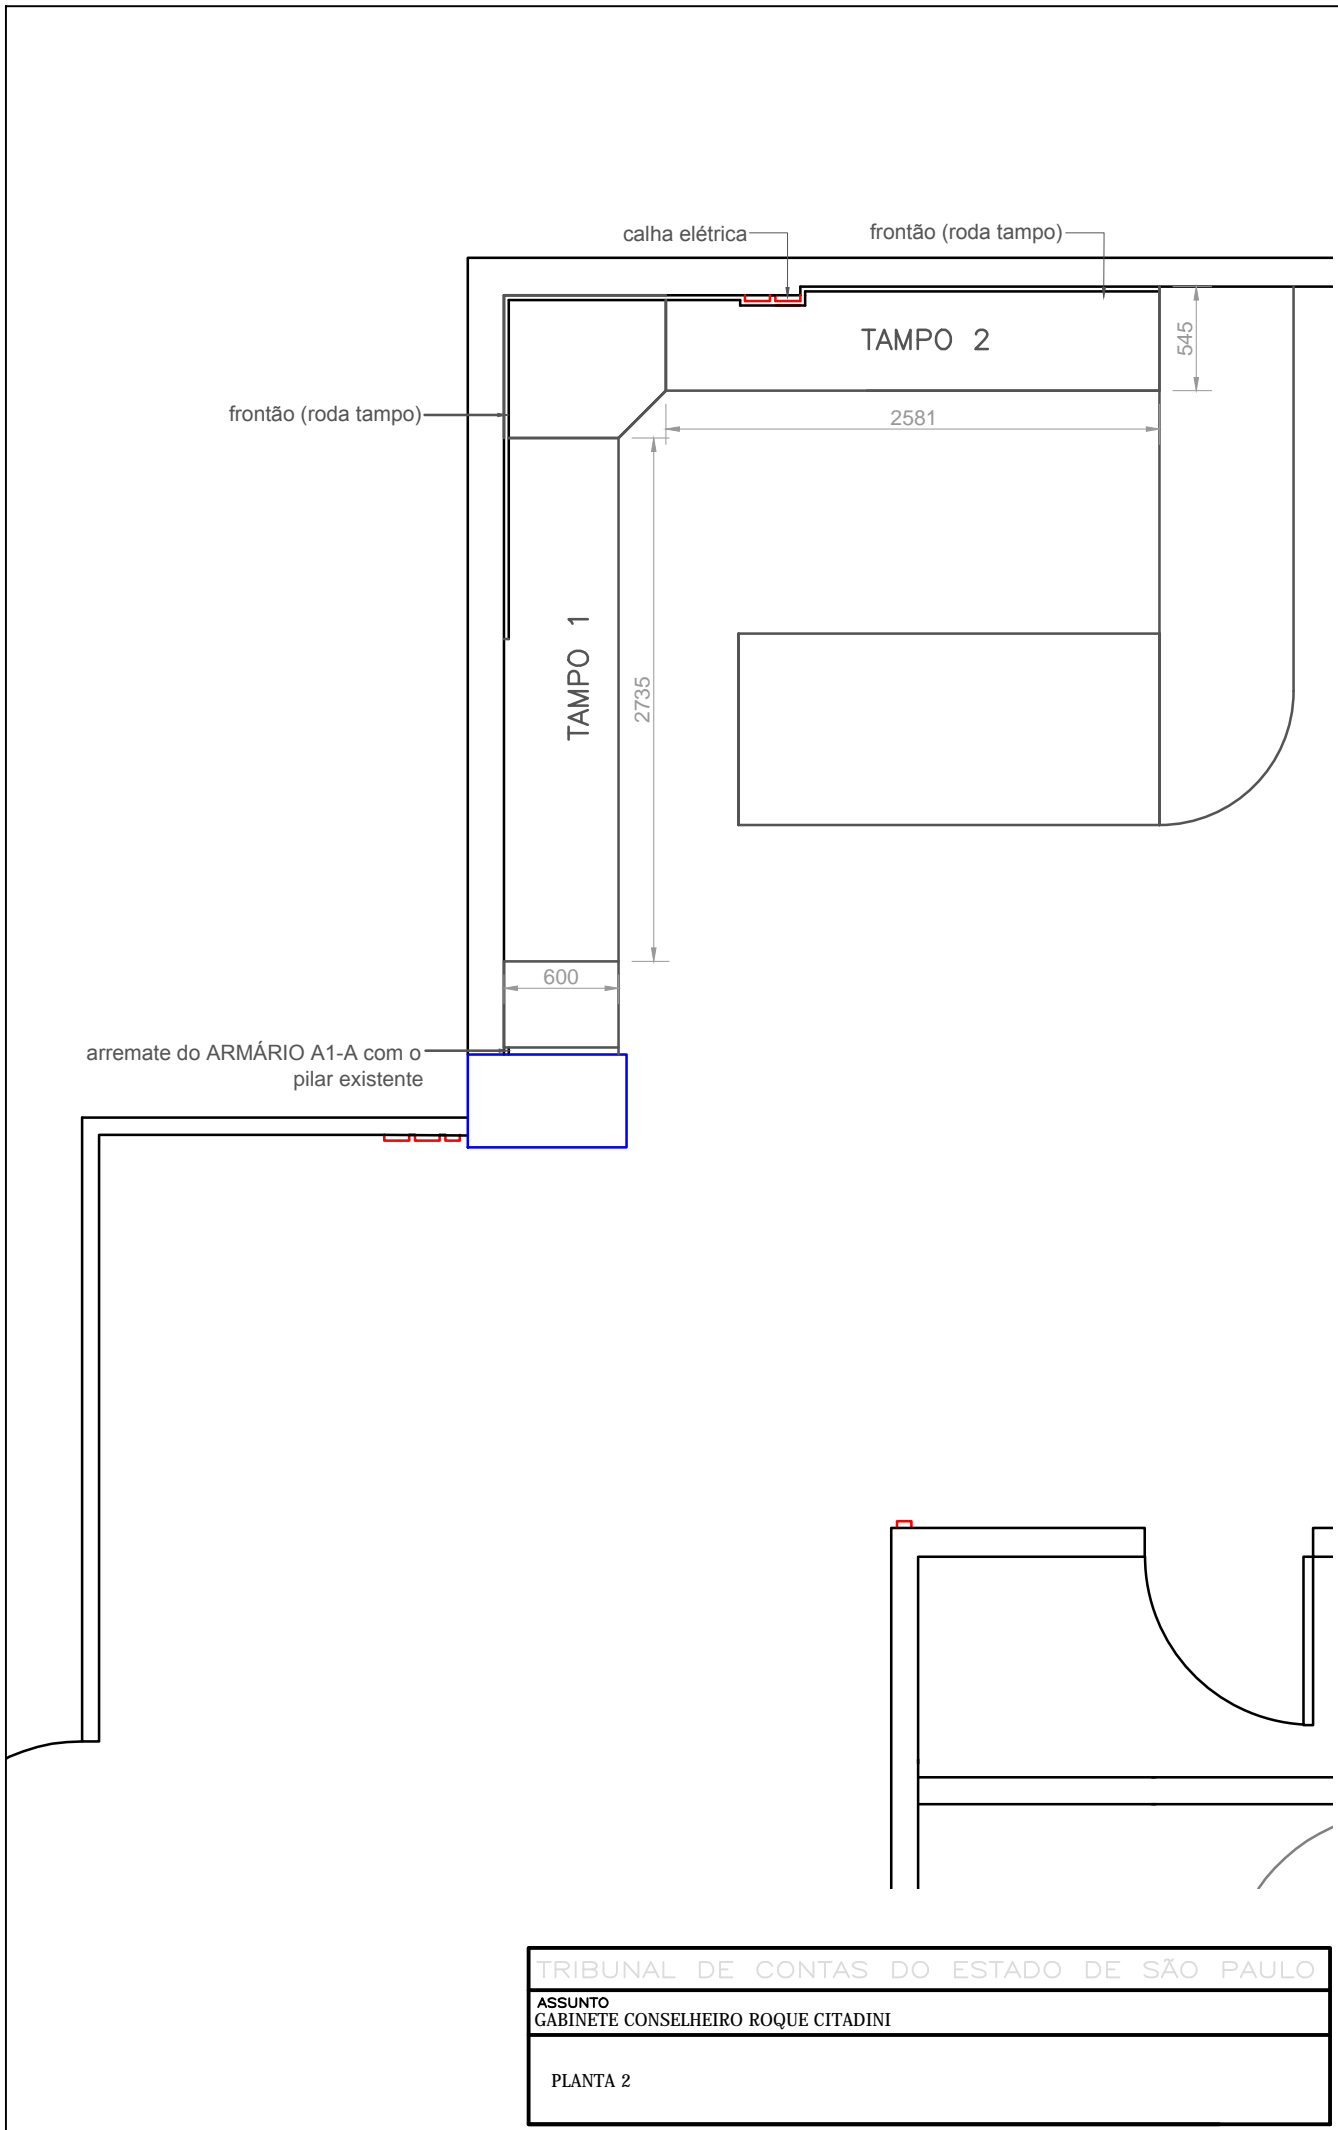 calha elétrica
frontão (roda tampo)
TAMPO 2
545
frontão (roda tampo)
2581
TAMPO 1
2735
600
arremate do ARMÁRIO A1-A com o
pilar existente
TRIBUNAL DE CONTAS DO ESTADO DE SÃO PAULO
ASSUNTO
GABINETE CONSELHEIRO ROQUE CITADINI
PLANTA 2